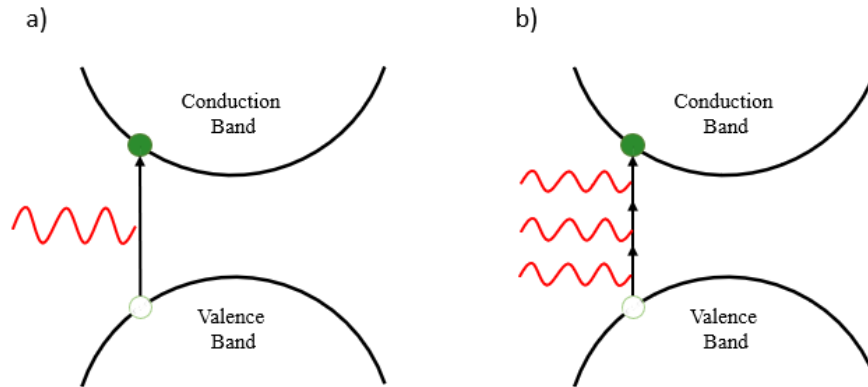 a)
b)
Conduction
Band
Conduction
Band
Valence
Band
Valence
Band